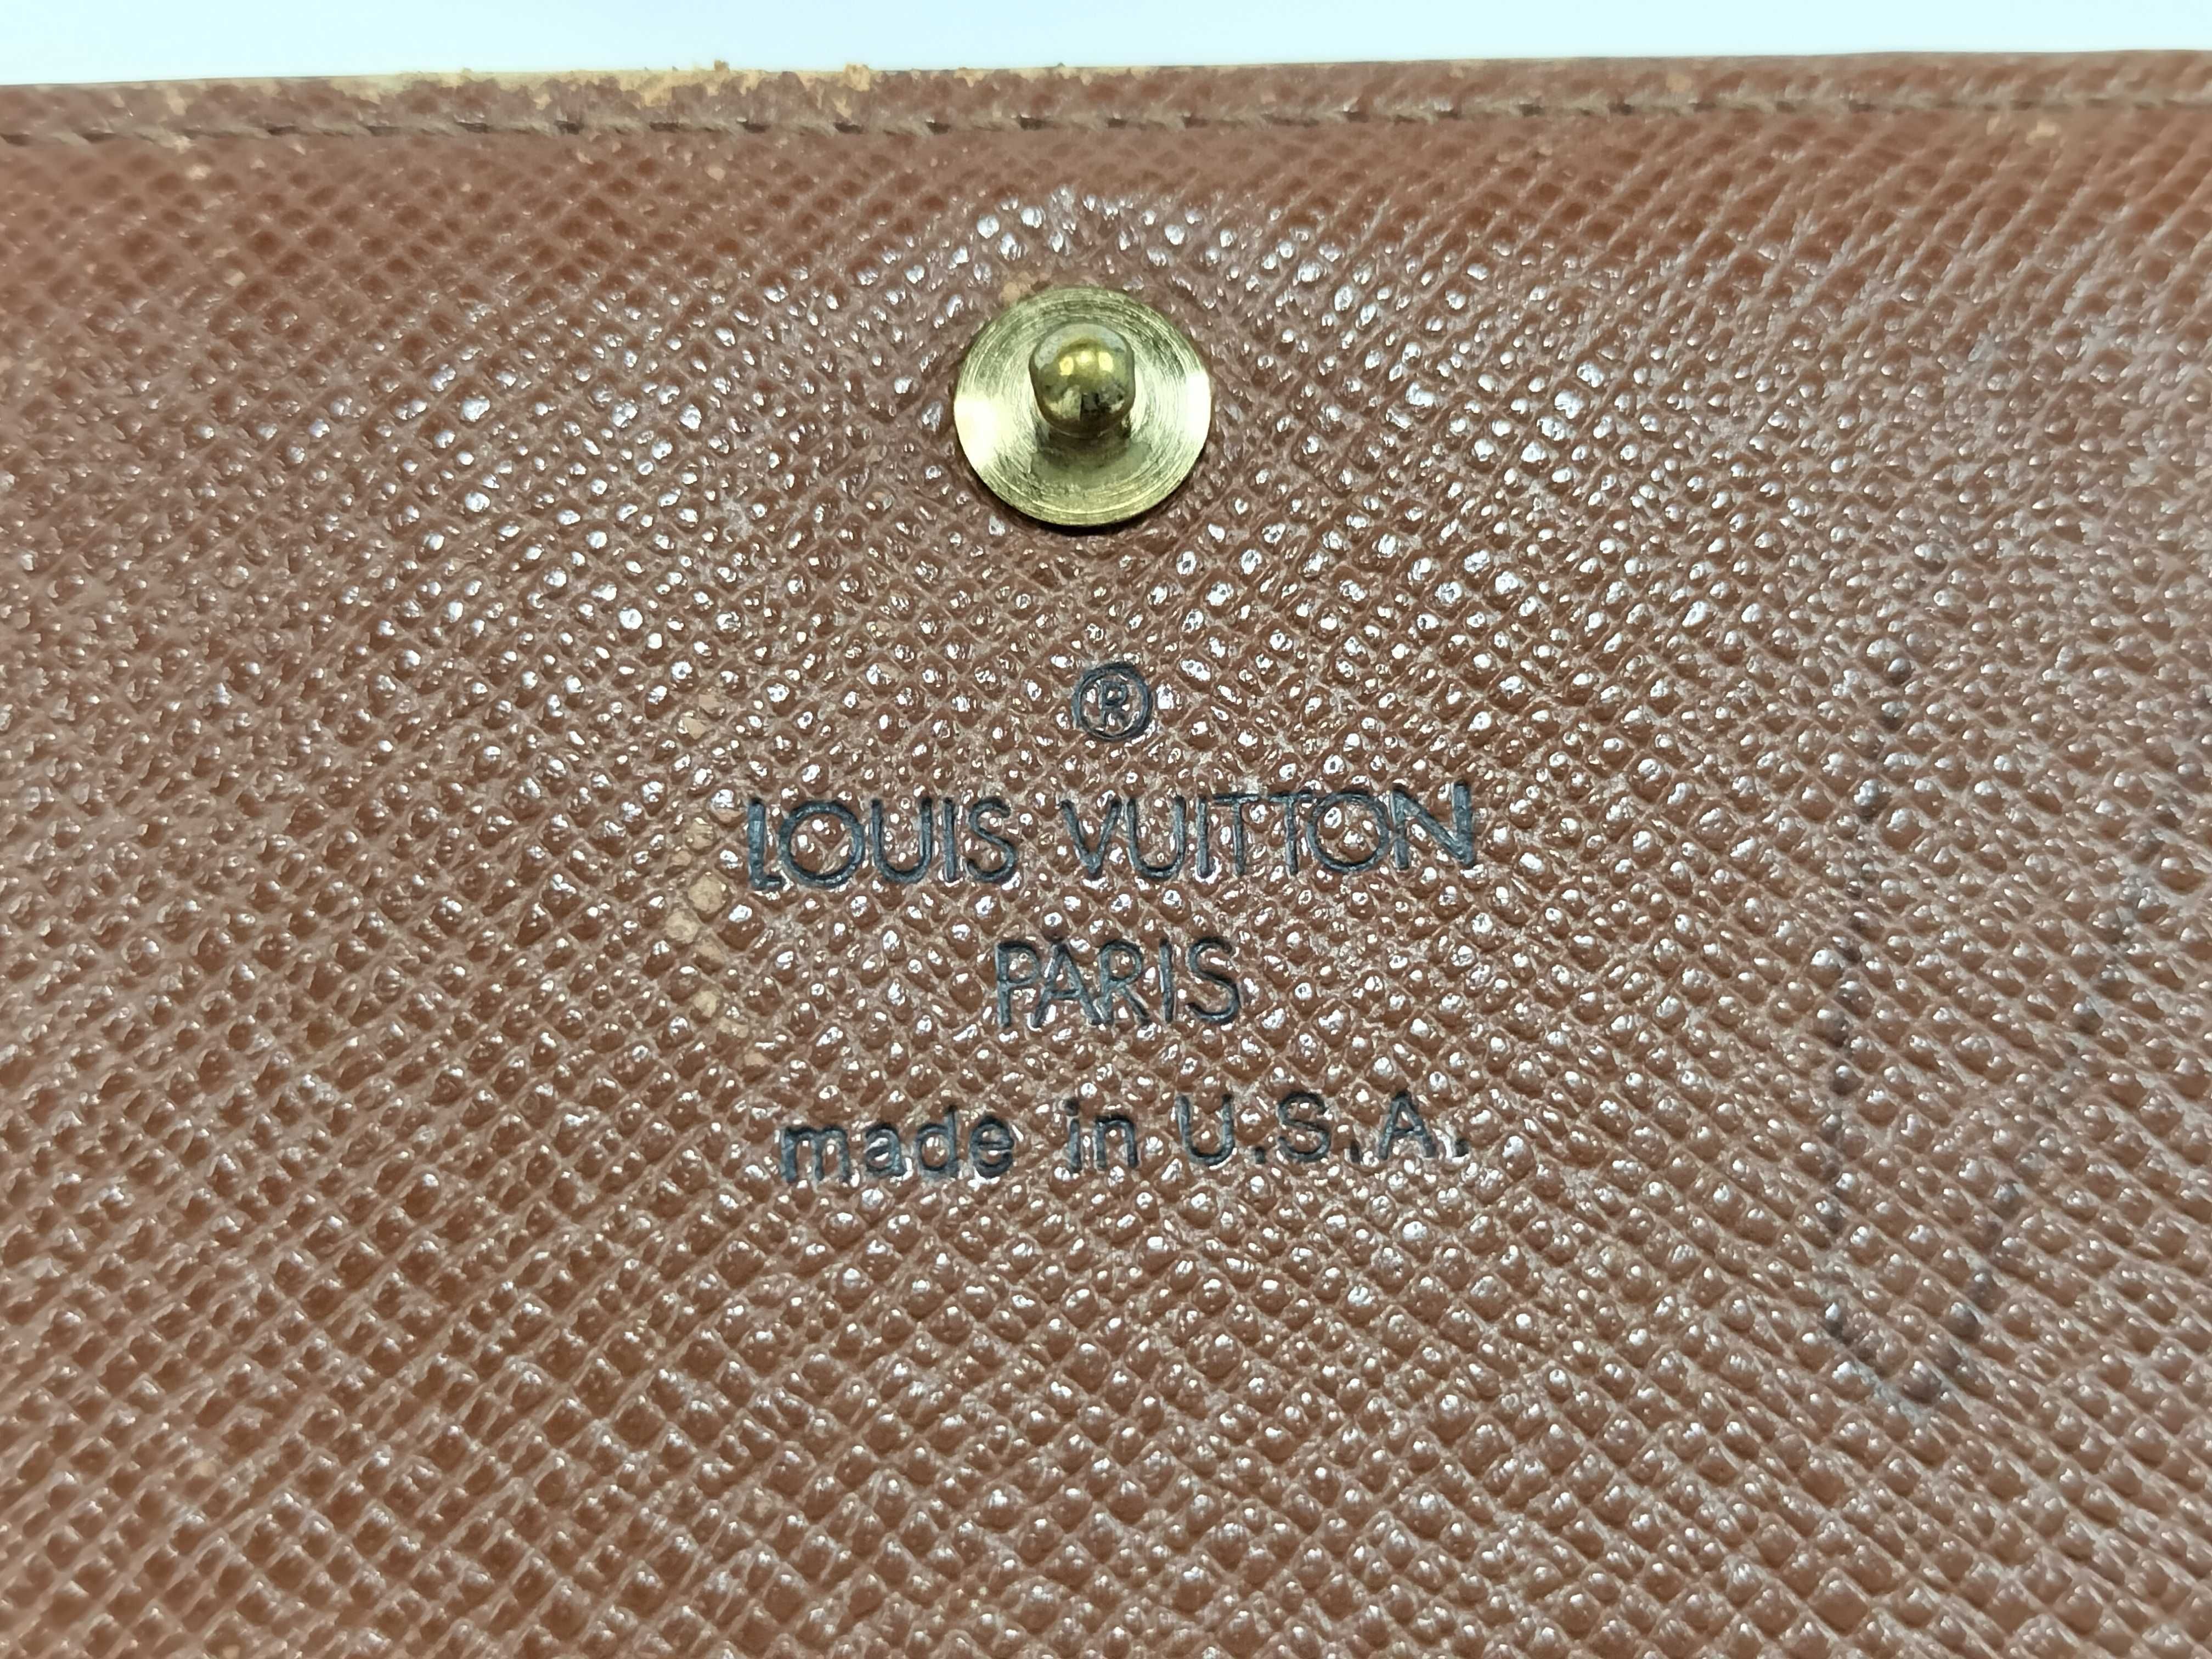 ®
LOUIS VUITTON
PARIS
made in U.S.A.